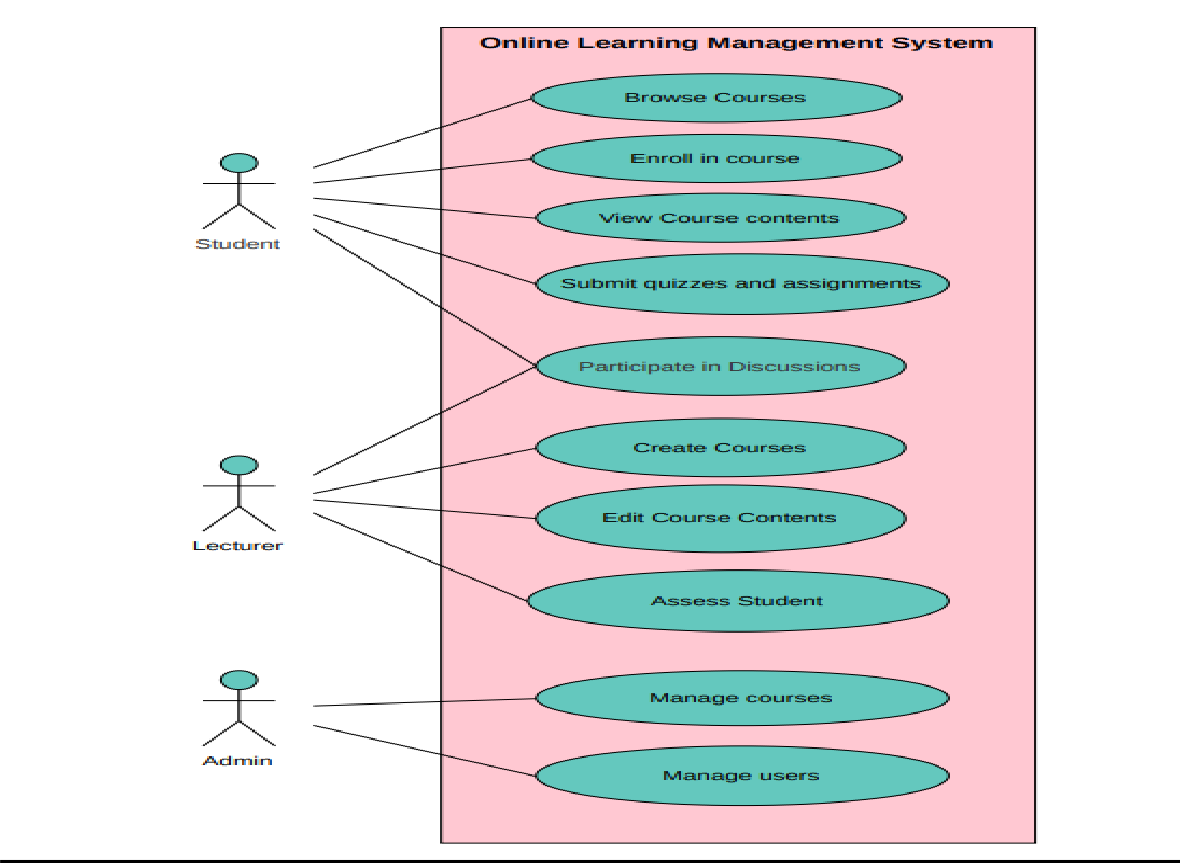 Online Learning Management System
Browse Courses
Enroll in course
View Course contents
Student
Submit quizzes and assignments
Participate in Discussions
Create Courses
Edit Course Contents
Lecturer
Assess Student
Manage courses
Admin
Manage users